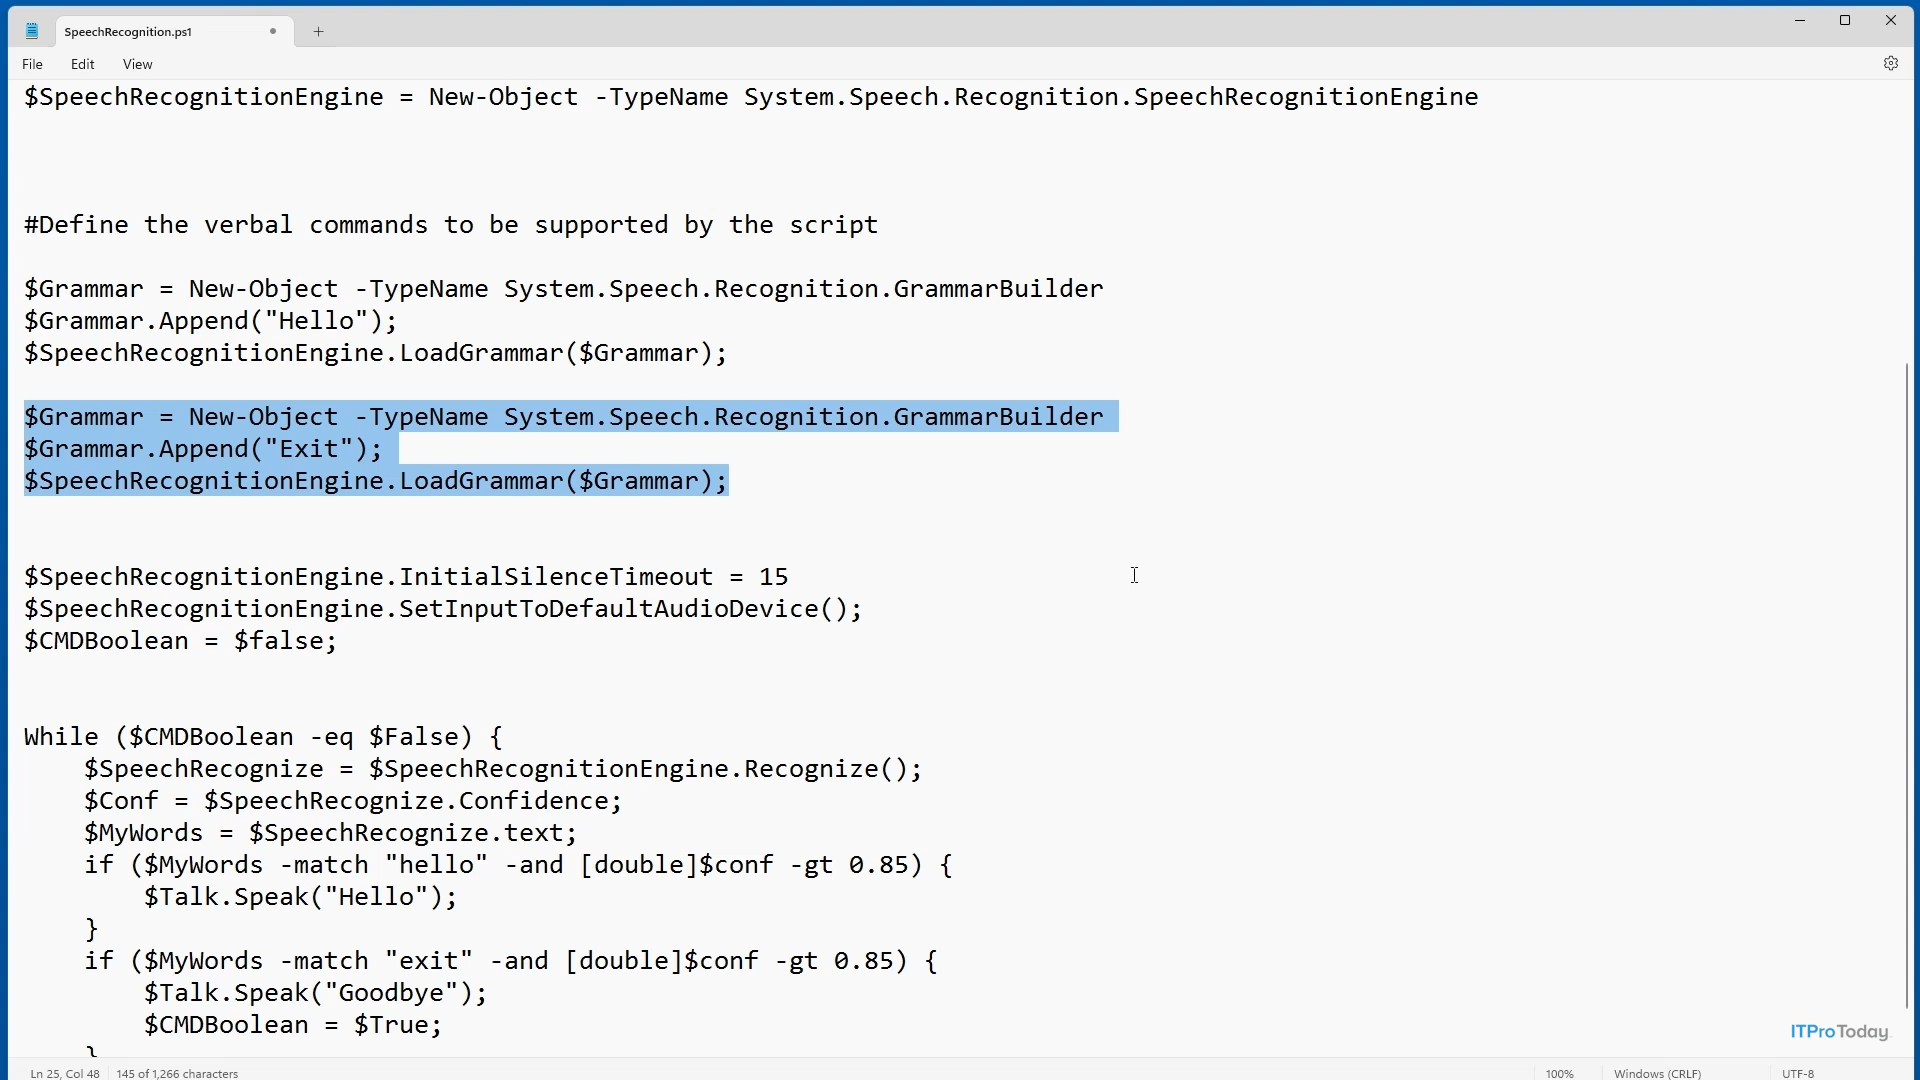 SpeechRecognition.ps1
File Edit View
$SpeechRecognitionEngine = New-Object -TypeName System.Speech.Recognition.SpeechRecognitionEngine
#Define the verbal commands to be supported by the script
$Grammar = New-Object -TypeName System.Speech.Recognition.GrammarBuilder
$Grammar.Append("Hello");
$SpeechRecognitionEngine.LoadGrammar($Grammar);
$Grammar = New-Object -TypeName System.Speech.Recognition.GrammarBuilder
$Grammar.Append("Exit");
$SpeechRecognitionEngine.LoadGrammar($Grammar);
$SpeechRecognitionEngine.InitialSilenceTimeout = 15
$SpeechRecognitionEngine.SetInputToDefaultAudioDevice();
$CMDBoolean = $false;
While ($CMDBoolean -eq $False) {
    $SpeechRecognize = $SpeechRecognitionEngine.Recognize();
    $Conf = $SpeechRecognize.Confidence;
    $MyWords = $SpeechRecognize.text;
    if ($MyWords -match "hello" -and [double]$conf -gt 0.85) {
        $Talk.Speak("Hello");
    }
    if ($MyWords -match "exit" -and [double]$conf -gt 0.85) {
        $Talk.Speak("Goodbye");
        $CMDBoolean = $True;
    }
ITProToday
Ln 25, Col 48 145 of 1,266 characters 100% Windows (CRLF) UTF-8